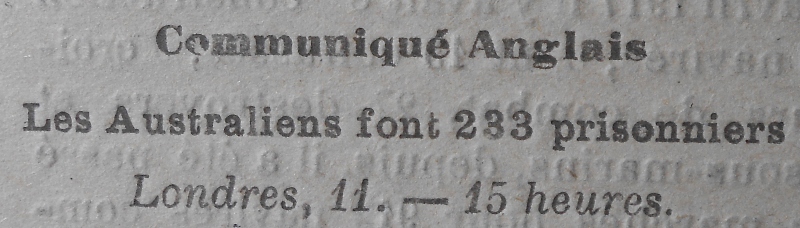 Communiqué Anglais
Les Australiens font 233 prisonniers
Londres, 11. — 15 heures.